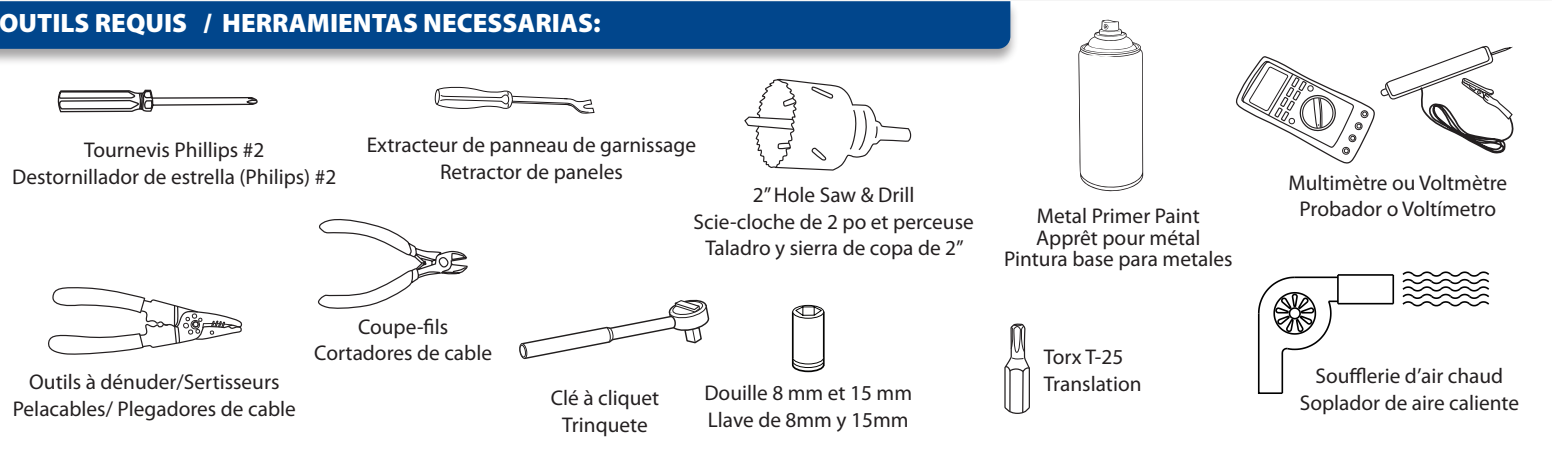 OUTILS REQUIS / HERRAMIENTAS NECESSARIAS:
Tournevis Phillips #2
Destornillador de estrella (Philips) #2
Extracteur de panneau de garnissage
Retractor de paneles
2” Hole Saw & Drill
Scie-cloche de 2 po et perceuse
Taladro y sierra de copa de 2”
Metal Primer Paint
Apprêt pour métal
Pintura base para metales
Multimètre ou Voltmètre
Probador o Voltímetro
Outils à dénuder/Sertisseurs
Pelacables/ Plegadores de cable
Coupe-fils
Cortadores de cable
Clé à cliquet
Trinquete
Douille 8 mm et 15 mm
Llave de 8mm y 15mm
Torx T-25
Translation
Soufflerie d’air chaud
Soplador de aire caliente